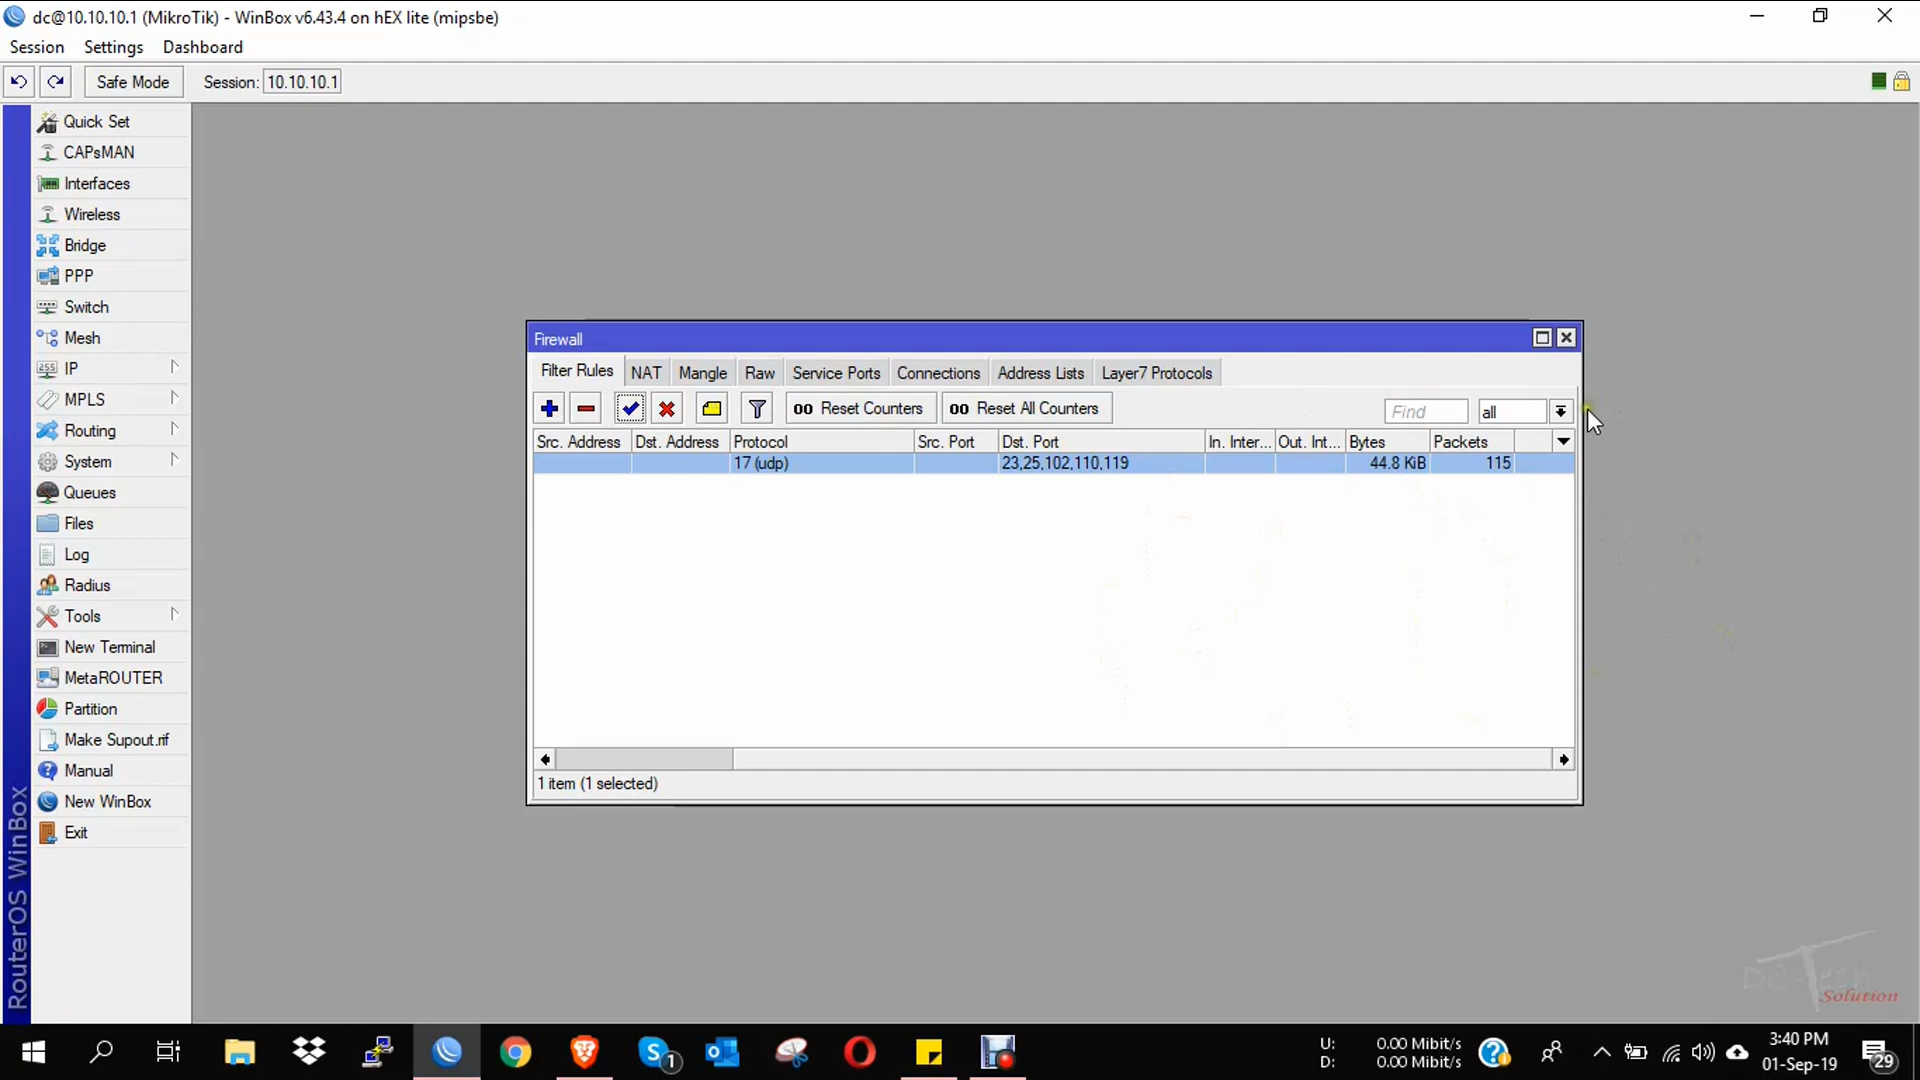 dc@10.10.10.1 (MikroTik) - WinBox v6.43.4 on hEX lite (mipsbe)
Session Settings Dashboard
Safe Mode Session: 10.10.10.1
Quick Set
CAPsMAN
Interfaces
Wireless
Bridge
PPP
Switch
Mesh
IP
MPLS
Routing
System
Queues
Files
Log
Radius
Tools
New Terminal
MetaROUTER
Partition
Make Supout.rif
Manual
New WinBox
Exit
RouterOS WinBox
Firewall
Filter Rules NAT Mangle Raw Service Ports Connections Address Lists Layer7 Protocols
00 Reset Counters 00 Reset All Counters Find all
Src. Address Dst. Address Protocol Src. Port Dst. Port In. Inter... Out. Int... Bytes Packets
17 (udp) 23,25,102,110,119 44.8 KiB 115
1 item (1 selected)
DC-Tech
Solution
U: 0.00 Mibit/s
D: 0.00 Mibit/s
3:40 PM
01-Sep-19
29
1